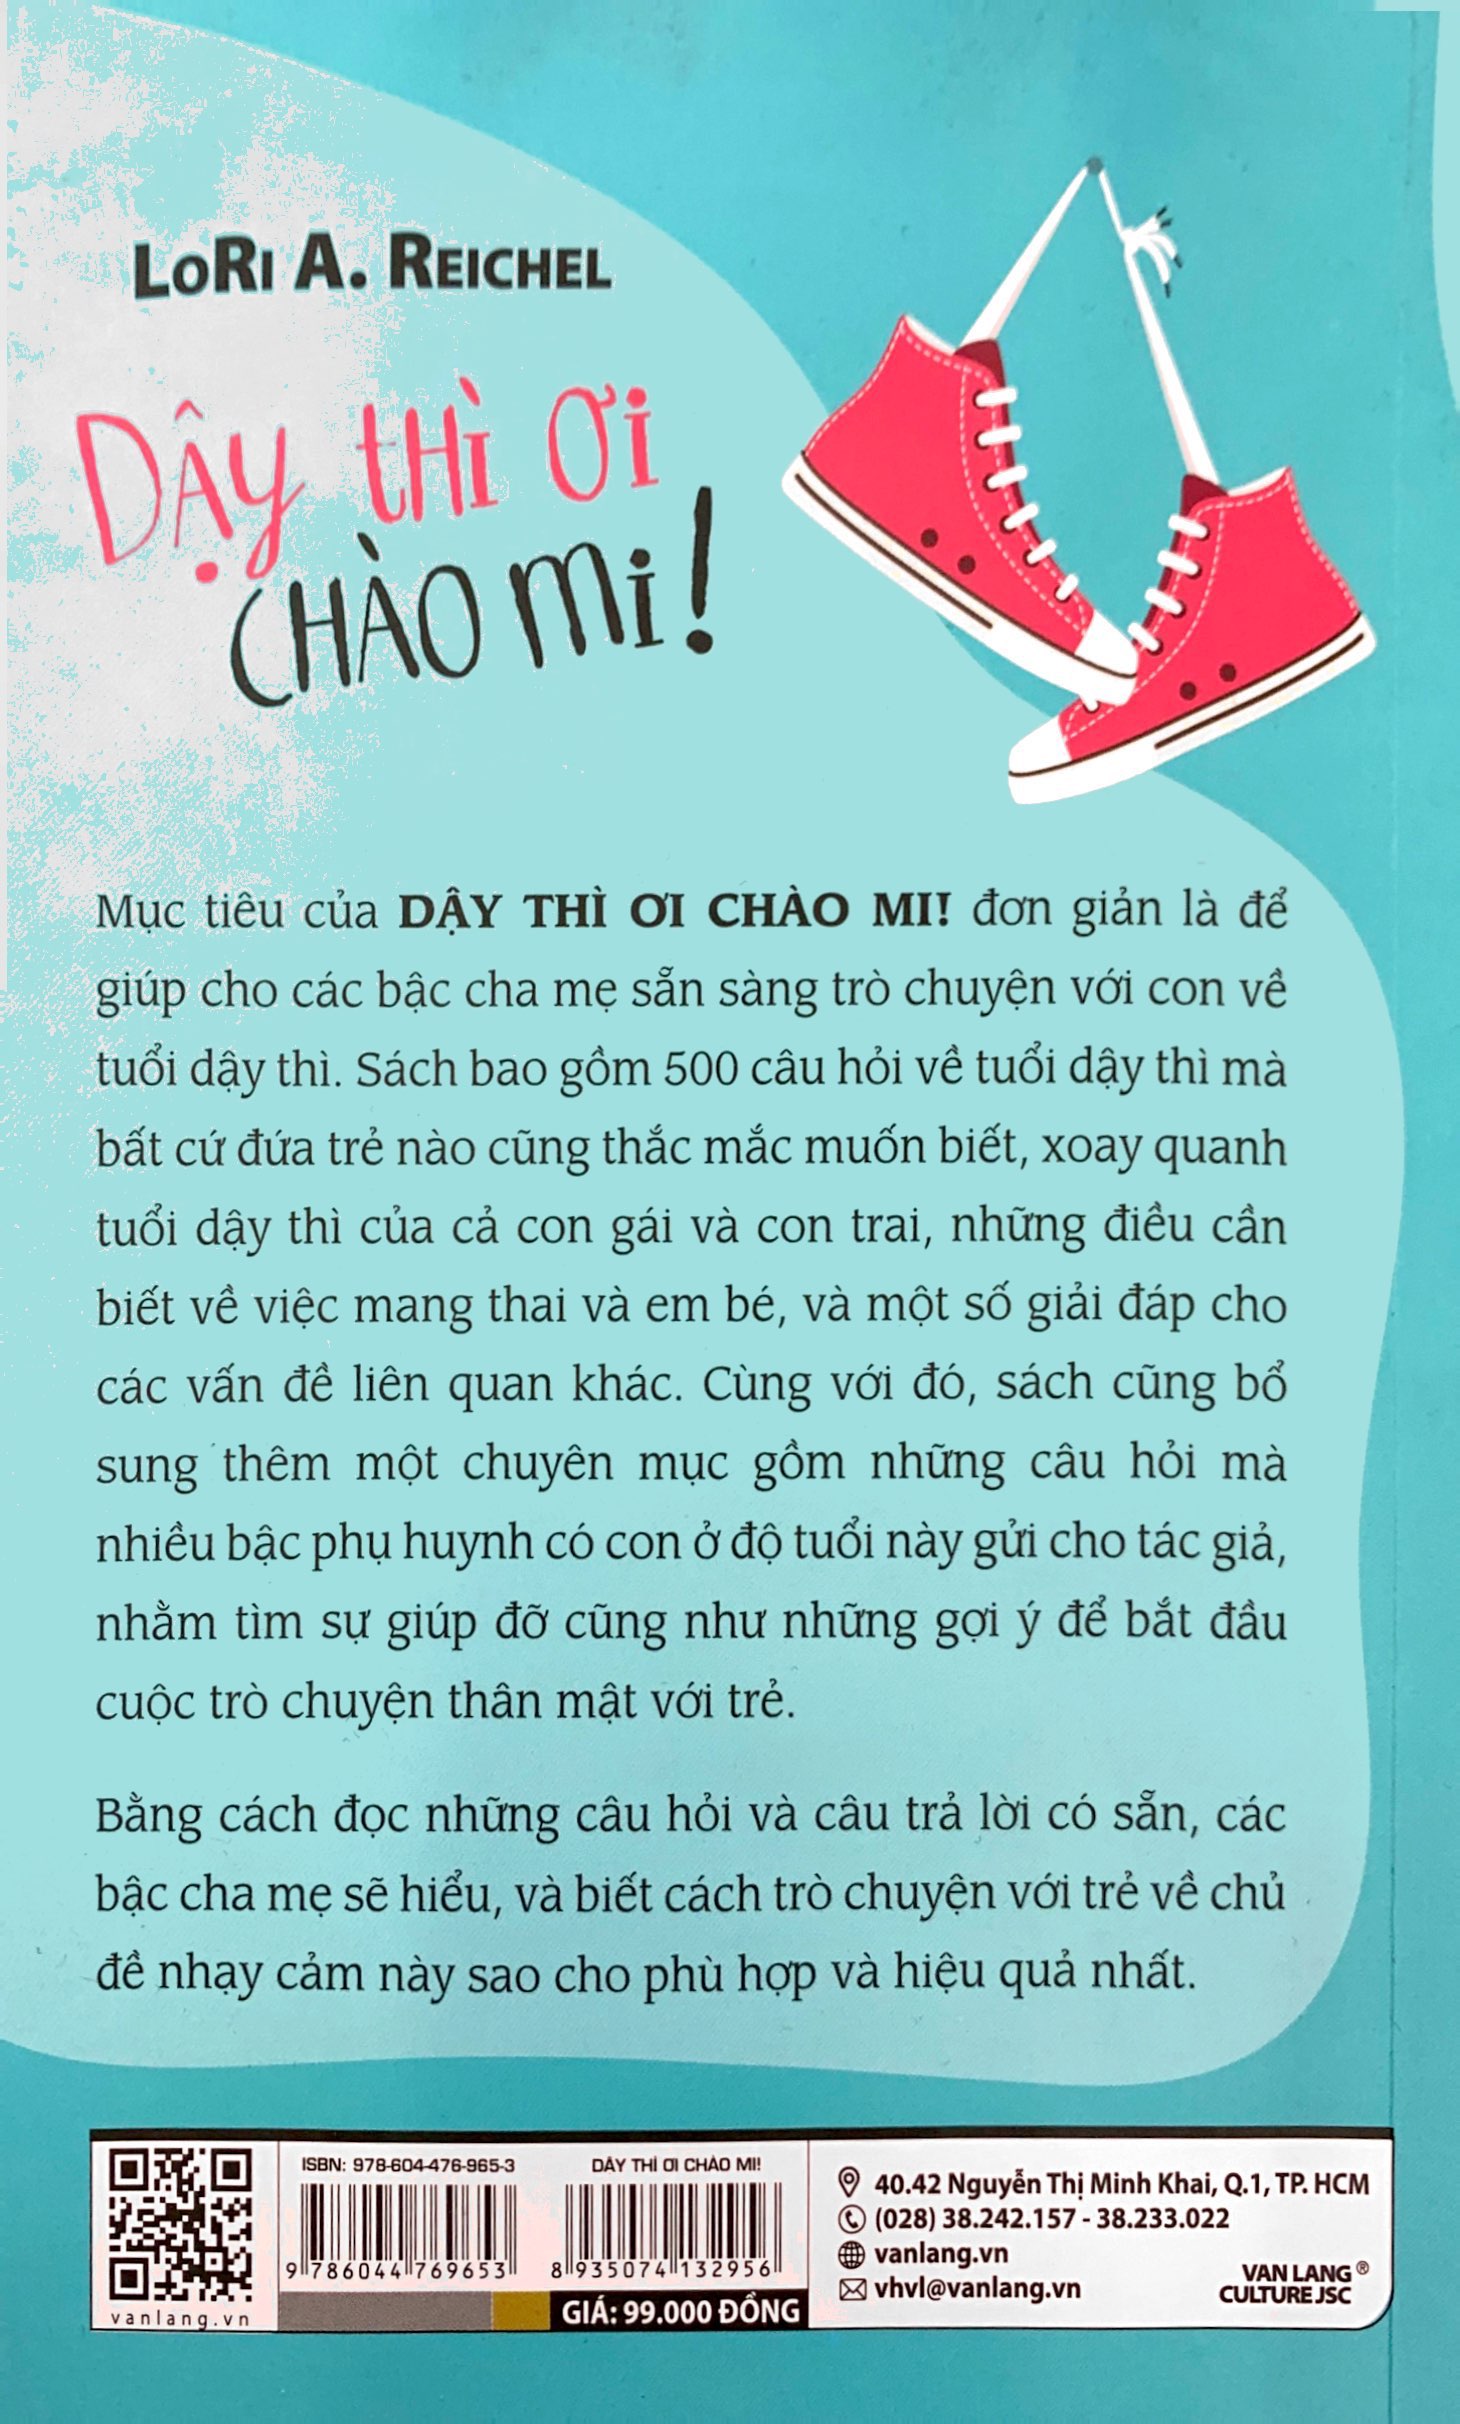 LORI A. REICHEL
DẬY THÌ ƠI
CHÀO MI!
Mục tiêu của DẬY THÌ ƠI CHÀO MI! đơn giản là để
giúp cho các bậc cha mẹ sẵn sàng trò chuyện với con về
tuổi dậy thì. Sách bao gồm 500 câu hỏi về tuổi dậy thì mà
bất cứ đứa trẻ nào cũng thắc mắc muốn biết, xoay quanh
tuổi dậy thì của cả con gái và con trai, những điều cần
biết về việc mang thai và em bé, và một số giải đáp cho
các vấn đề liên quan khác. Cùng với đó, sách cũng bổ
sung thêm một chuyên mục gồm những câu hỏi mà
nhiều bậc phụ huynh có con ở độ tuổi này gửi cho tác giả,
nhằm tìm sự giúp đỡ cũng như những gợi ý để bắt đầu
cuộc trò chuyện thân mật với trẻ.
Bằng cách đọc những câu hỏi và câu trả lời có sẵn, các
bậc cha mẹ sẽ hiểu, và biết cách trò chuyện với trẻ về chủ
đề nhạy cảm này sao cho phù hợp và hiệu quả nhất.
vanlang.vn
ISBN: 978-604-476-965-3
9 786044 769653
DẬY THÌ ƠI CHÀO MI!
8 935074 132956
GIÁ: 99.000 ĐỒNG
40.42 Nguyễn Thị Minh Khai, Q.1, TP. HCM
(028) 38.242.157 - 38.233.022
vanlang.vn
vhvl@vanlang.vn
VAN LANG ®
CULTURE JSC